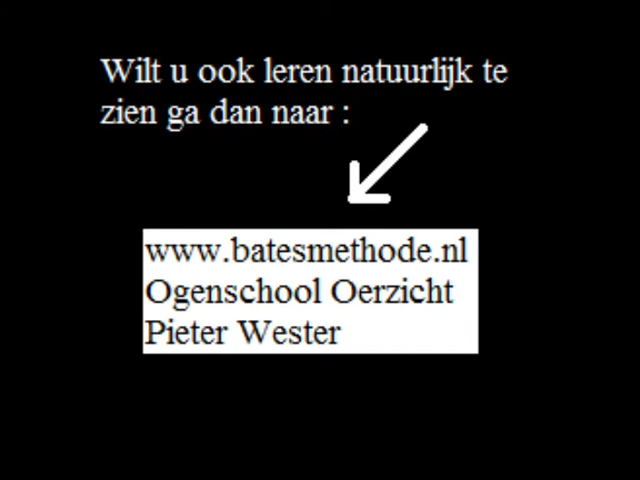 Wilt u ook leren natuurlijk te
zien ga dan naar :
www.batesmethode.nl
Ogenschool Oerzicht
Pieter Wester